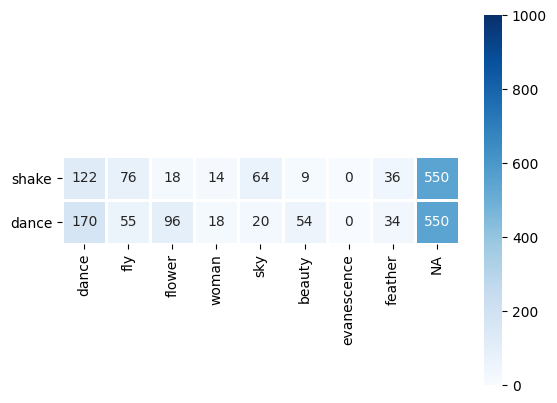 1000
800
600
400
200
0
shake 122 76 18 14 64 9 0 36 550
dance 170 55 96 18 20 54 0 34 550
dance fly flower woman sky beauty evanescence feather NA